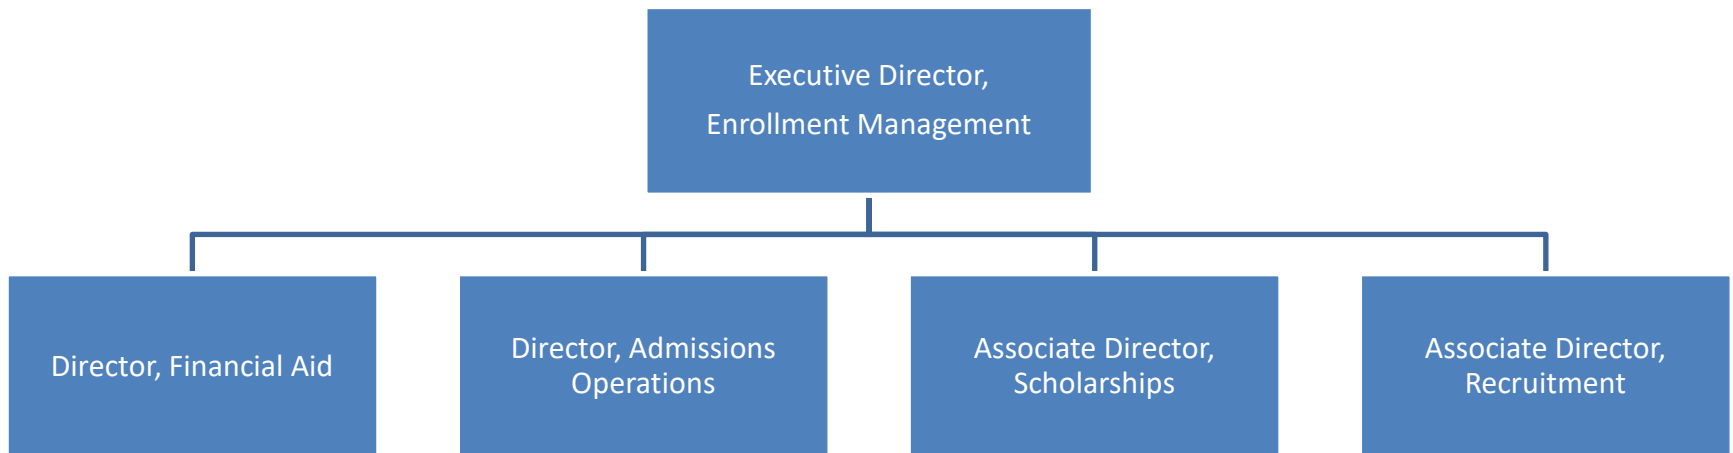 Executive Director,
Enrollment Management
Director, Financial Aid
Director, Admissions
Operations
Associate Director,
Scholarships
Associate Director,
Recruitment